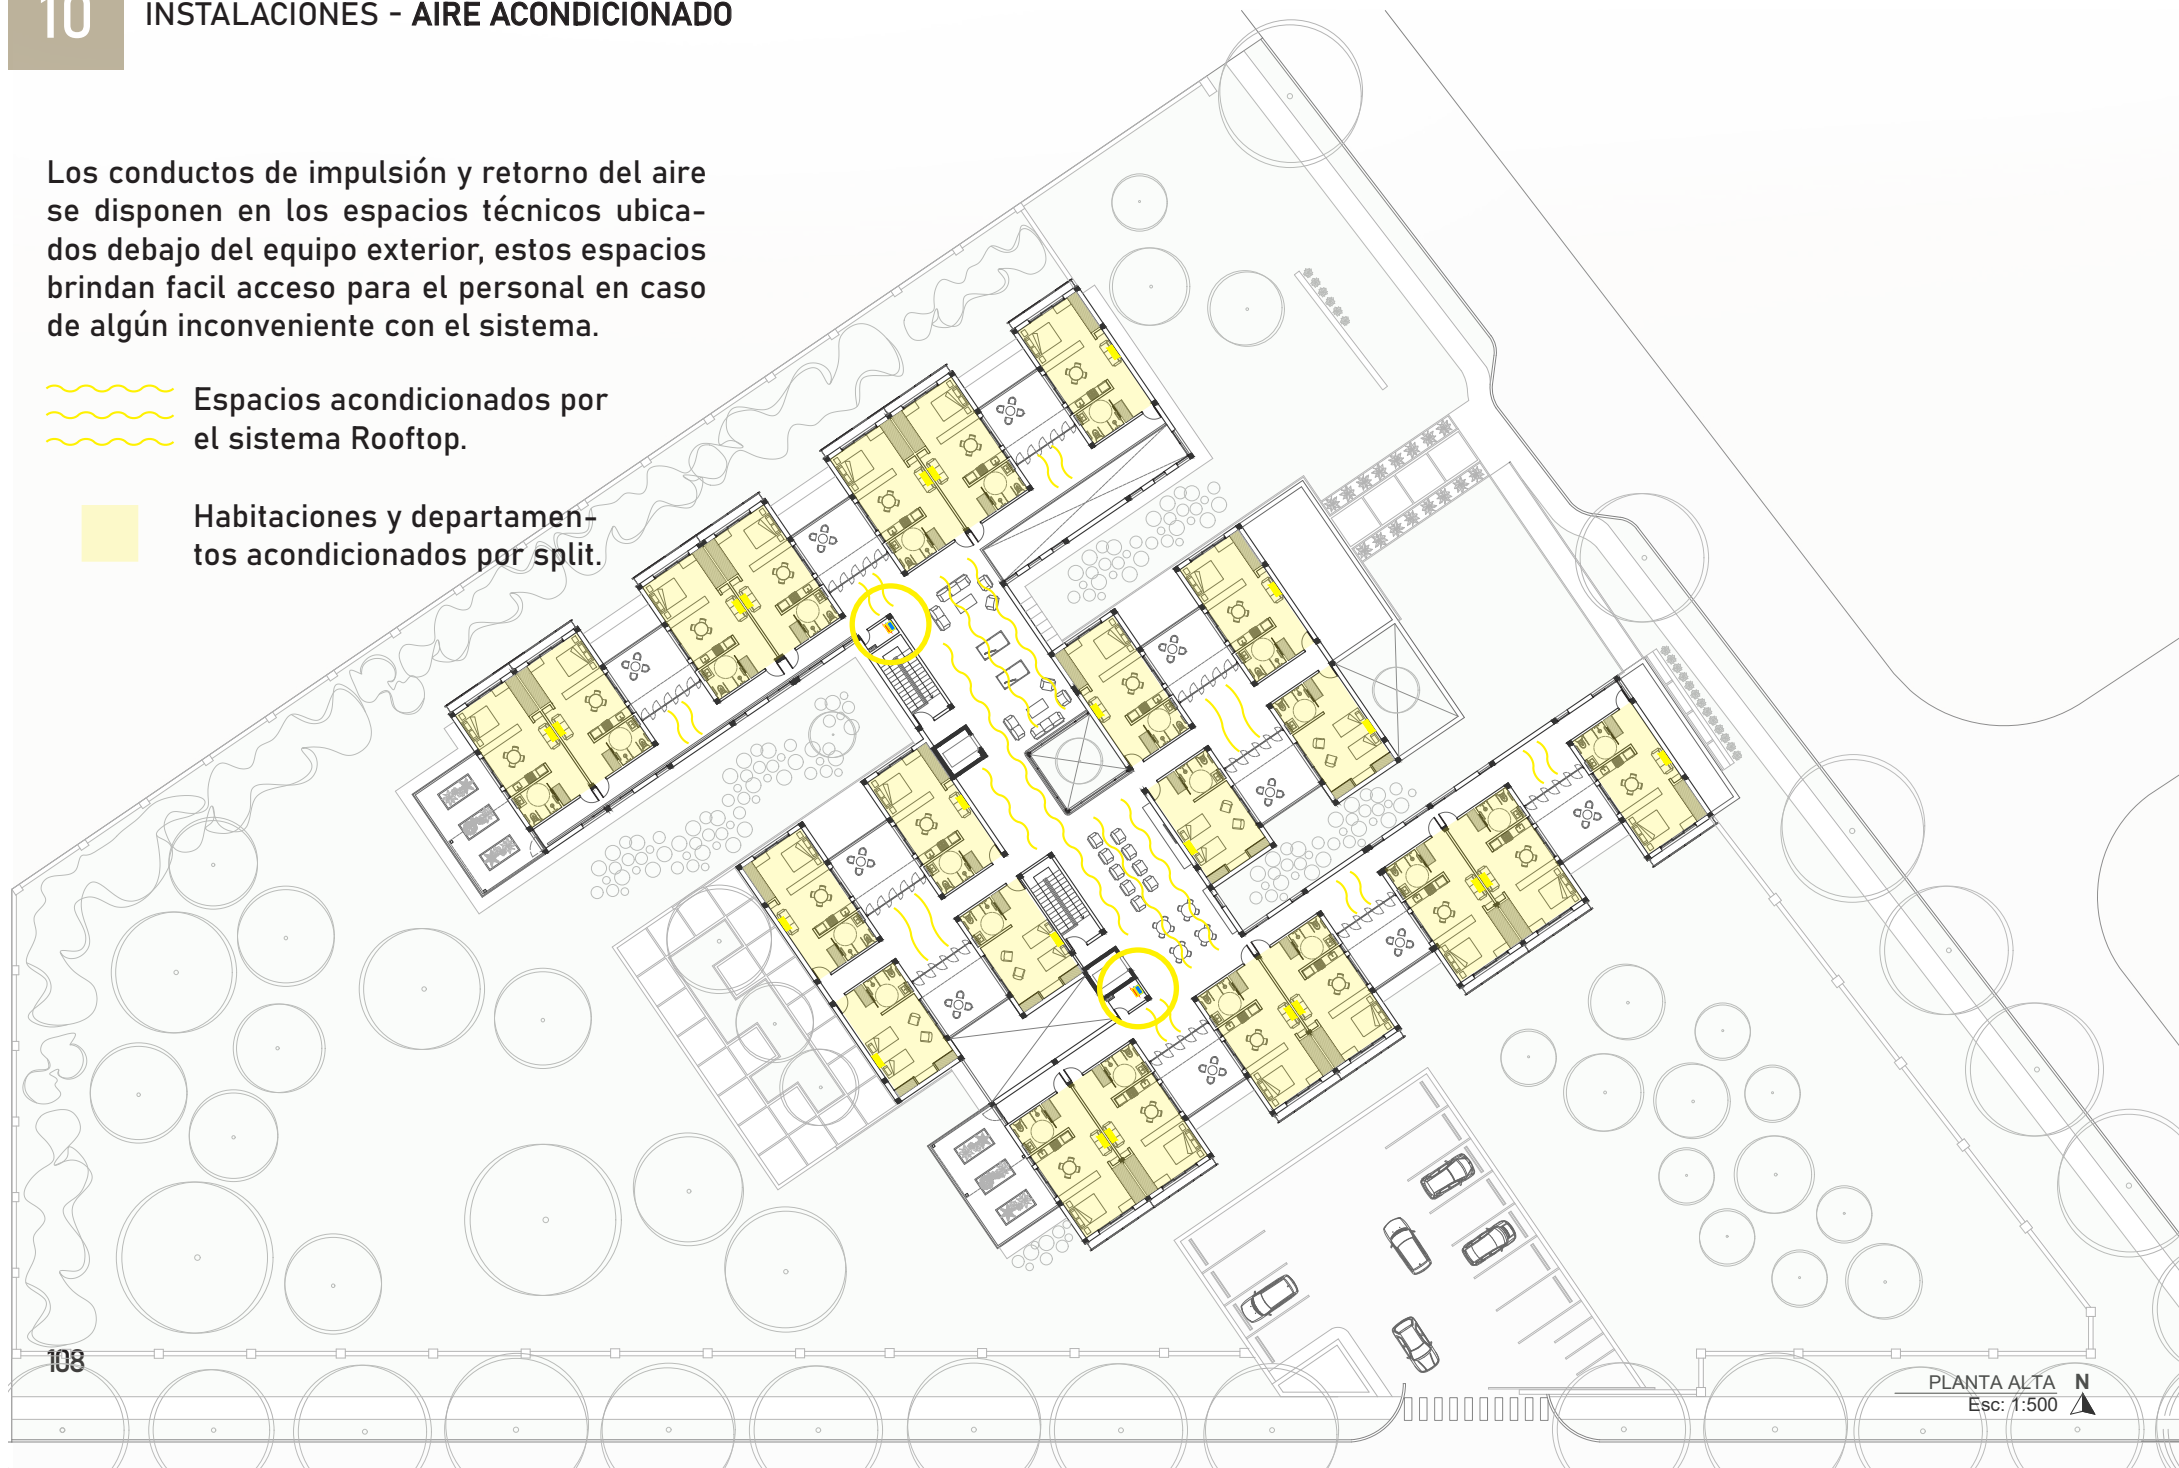 10
INSTALACIONES - AIRE ACONDICIONADO
Los conductos de impulsión y retorno del aire
se disponen en los espacios técnicos ubica-
dos debajo del equipo exterior, estos espacios
brindan facil acceso para el personal en caso
de algún inconveniente con el sistema.
Espacios acondicionados por
el sistema Rooftop.
Habitaciones y departamen-
tos acondicionados por split.
108
PLANTA ALTA N
Esc: 1:500